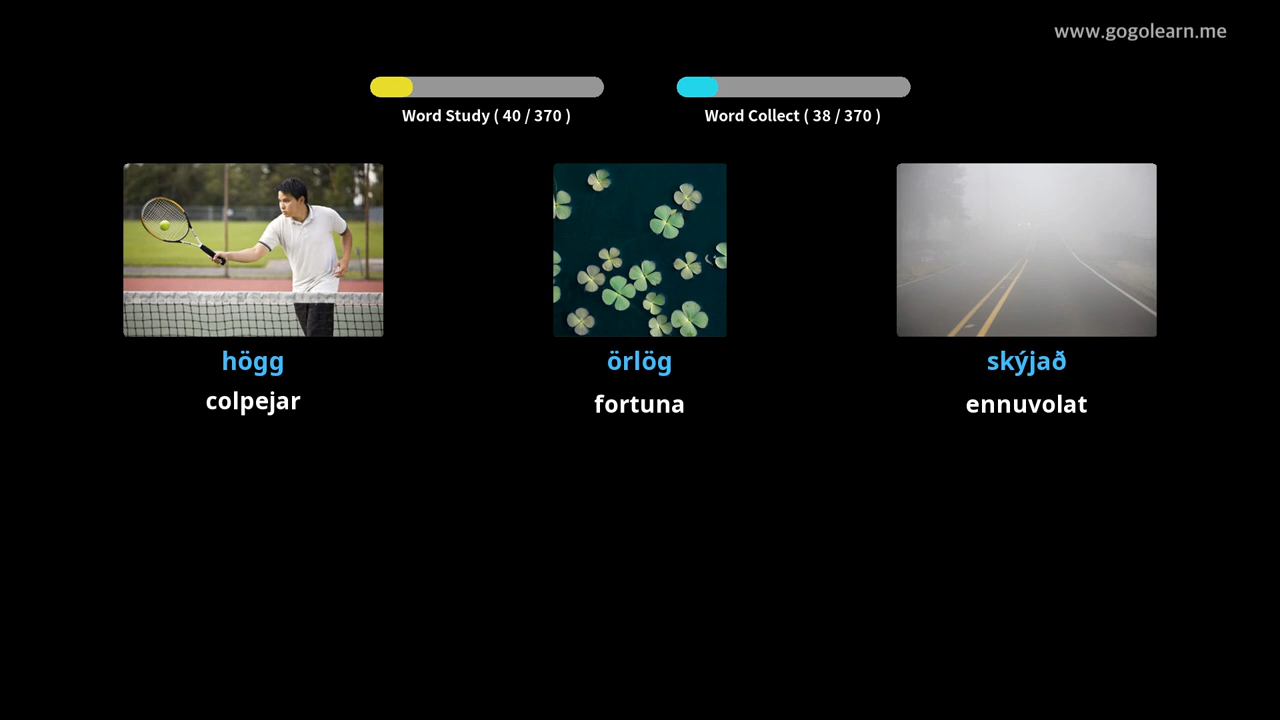 www.gogolearn.me
Word Study ( 40 / 370 )
Word Collect ( 38 / 370 )
högg
örlög
skýjað
colpejar
fortuna
ennuvolat